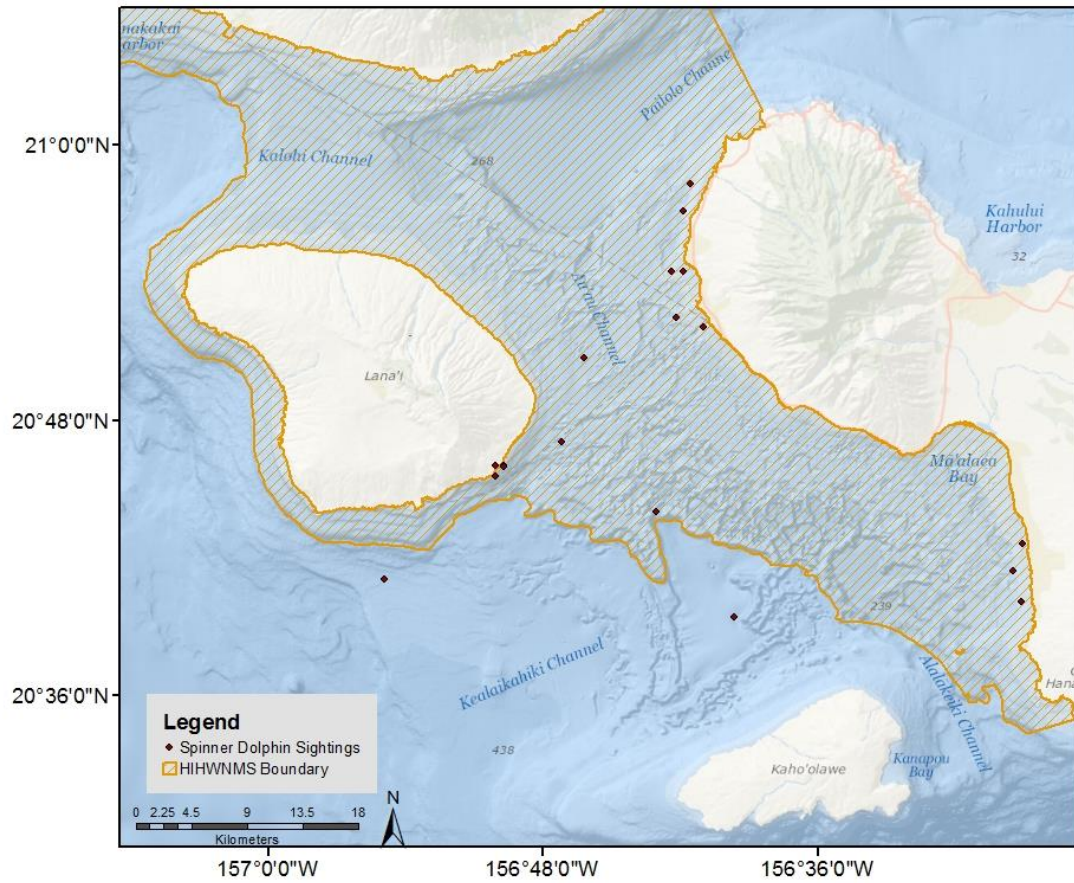 nakakai
arbor
Pailolo Channe
21°0'0"N
Kalohi Channel
268
Kahului
Harbor
32
Au'au Channel
Lana'i
20°48'0"N
Ma'alaea
Bay
239
Kealaikahiki Channel
Alalakeiki Channel
Hana
20°36'0"N
438
Kaho'olawe
Kanapou
Bay
Legend
Spinner Dolphin Sightings
HIHWNMS Boundary
N
0 2.25 4.5 9 13.5 18
Kilometers
157°0'0"W
156°48'0"W
156°36'0"W